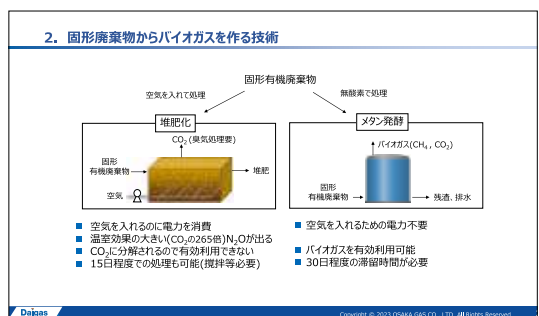 2. 固形廃棄物からバイオガスを作る技術
固形有機廃棄物
空気を入れて処理
無酸素で処理
堆肥化
CO₂(臭気処理要)
固形
有機廃棄物
堆肥
空気
メタン発酵
バイオガス(CH₄ , CO₂)
固形
有機廃棄物
残渣、排水
■ 空気を入れるのに電力を消費
■ 温室効果の大きい(CO₂の265倍)N₂Oが出る
■ CO₂に分解されるので有効利用できない
■ 15日程度での処理も可能(撹拌等必要)
■ 空気を入れるための電力不要
■ バイオガスを有効利用可能
■ 30日程度の滞留時間が必要
Daigas
Copyright © 2023 OSAKA GAS CO., LTD. All Rights Reserved